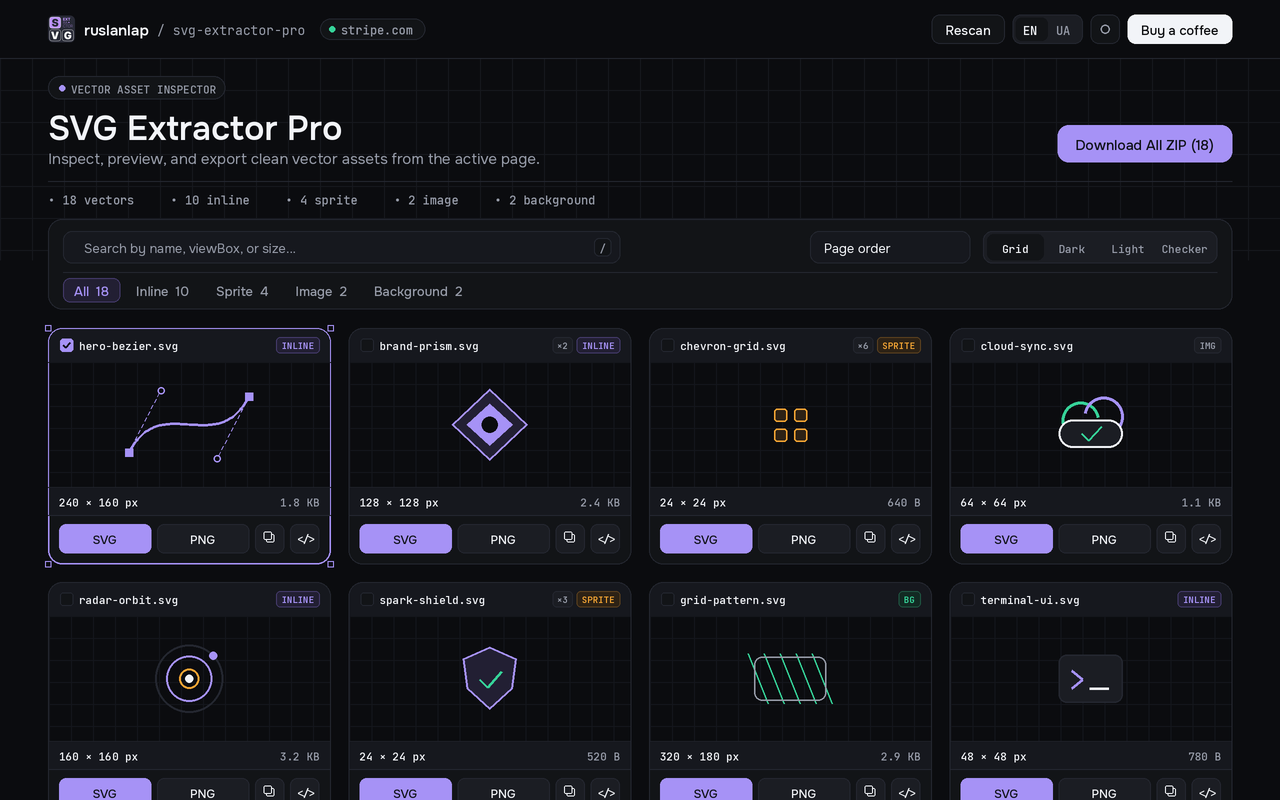 S EXT
V G
ruslanlap / svg-extractor-pro
stripe.com
Rescan
EN UA
Buy a coffee
VECTOR ASSET INSPECTOR
SVG Extractor Pro
Inspect, preview, and export clean vector assets from the active page.
Download All ZIP (18)
• 18 vectors • 10 inline • 4 sprite • 2 image • 2 background
Search by name, viewBox, or size... /
Page order
Grid Dark Light Checker
All 18 Inline 10 Sprite 4 Image 2 Background 2
hero-bezier.svg INLINE
240 × 160 px 1.8 KB
SVG PNG </>
brand-prism.svg ×2 INLINE
128 × 128 px 2.4 KB
SVG PNG </>
chevron-grid.svg ×6 SPRITE
24 × 24 px 640 B
SVG PNG </>
cloud-sync.svg IMG
64 × 64 px 1.1 KB
SVG PNG </>
radar-orbit.svg INLINE
160 × 160 px 3.2 KB
SVG PNG </>
spark-shield.svg ×3 SPRITE
24 × 24 px 520 B
SVG PNG </>
grid-pattern.svg BG
320 × 180 px 2.9 KB
SVG PNG </>
terminal-ui.svg INLINE
48 × 48 px 780 B
SVG PNG </>